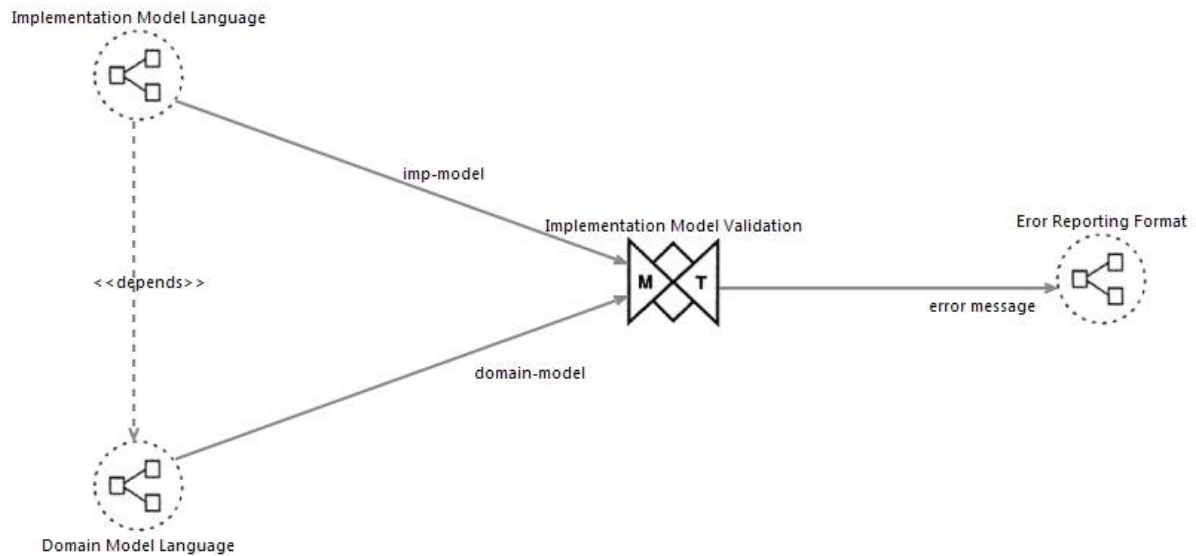 Implementation Model Language
imp-model
Implementation Model Validation
Eror Reporting Format
M T
<<depends>>
error message
domain-model
Domain Model Language